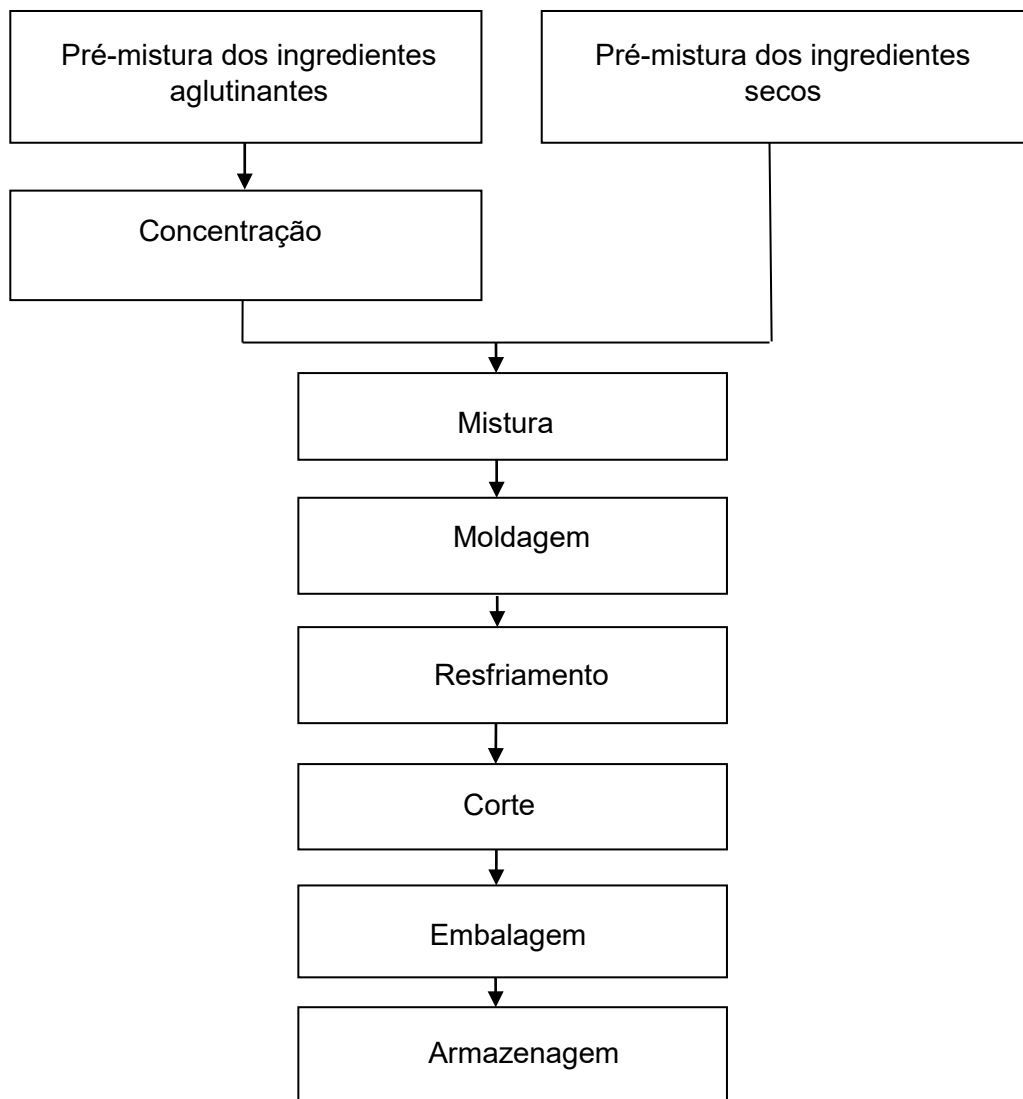 Pré-mistura dos ingredientes
aglutinantes
Pré-mistura dos ingredientes
secos
Concentração
Mistura
Moldagem
Resfriamento
Corte
Embalagem
Armazenagem